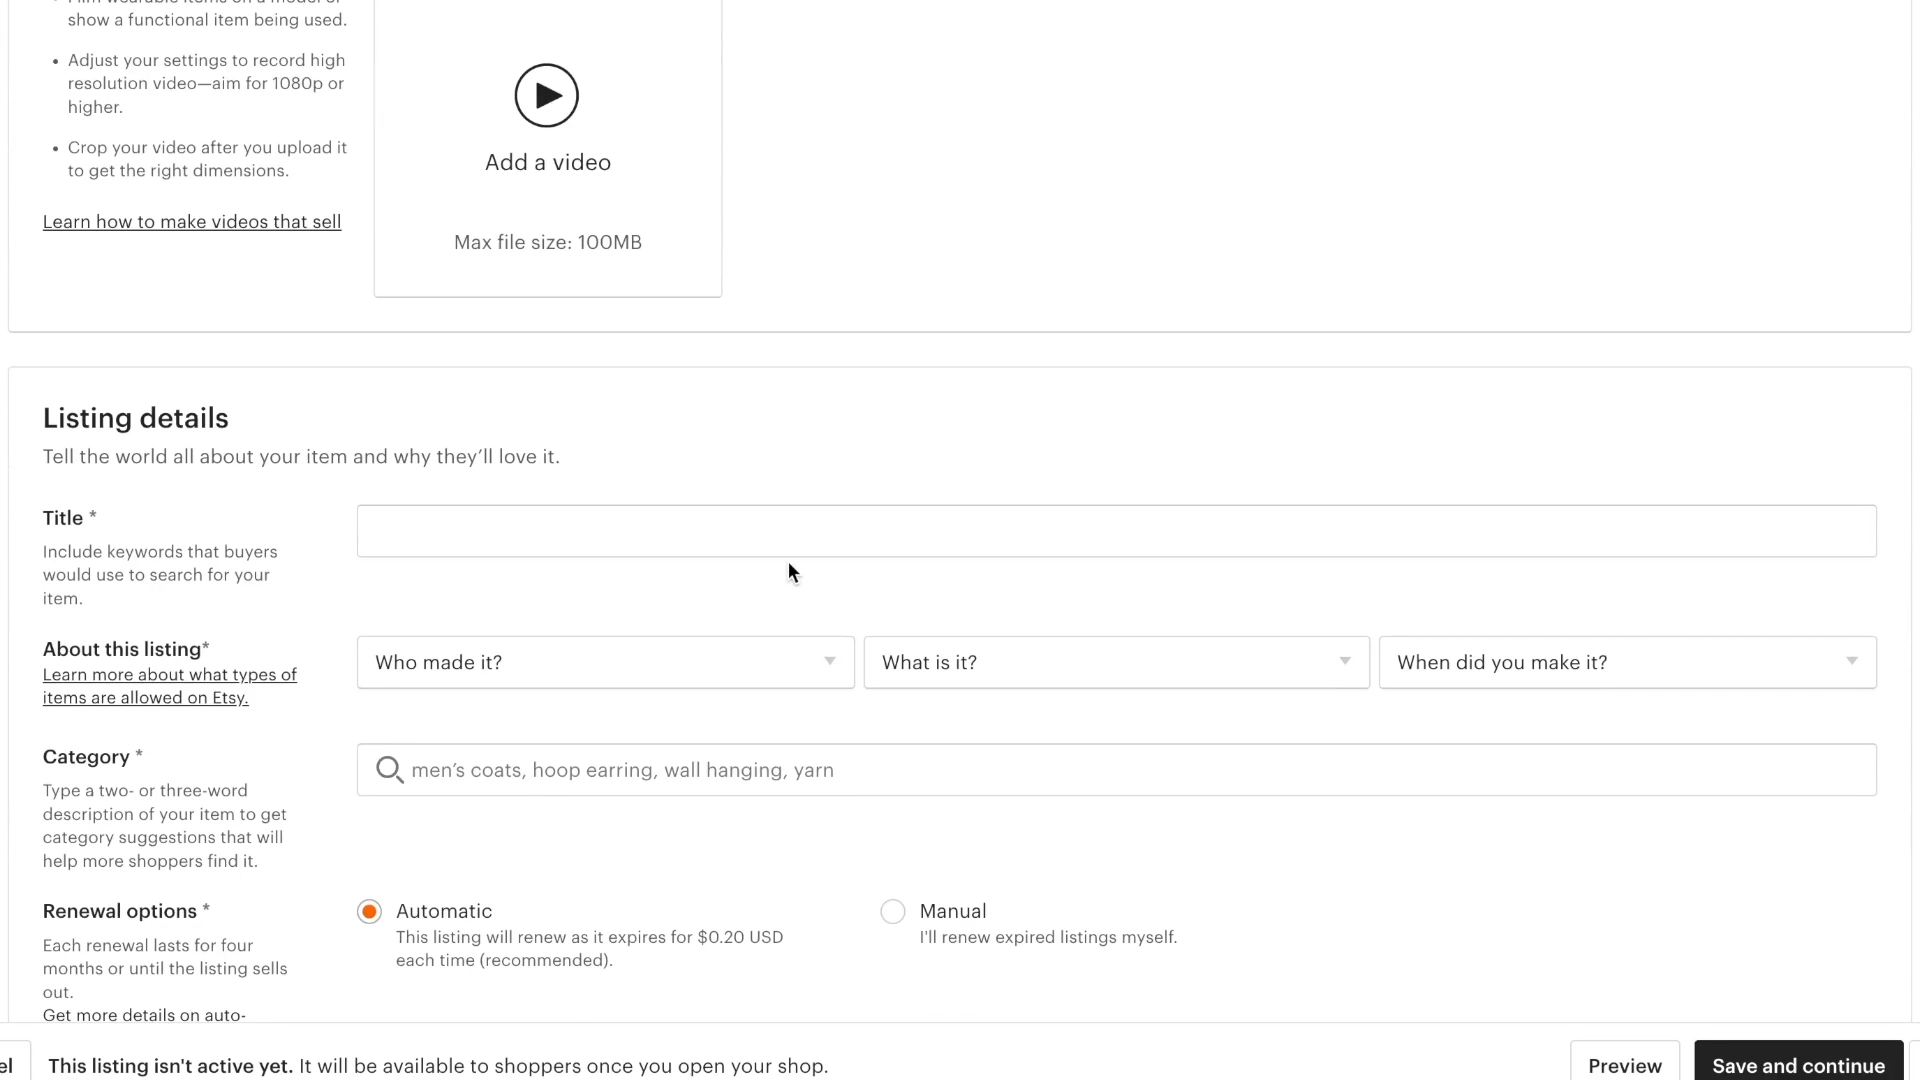 show a functional item being used.
• Adjust your settings to record high
resolution video—aim for 1080p or
higher.
• Crop your video after you upload it
to get the right dimensions.
Learn how to make videos that sell
Add a video
Max file size: 100MB
Listing details
Tell the world all about your item and why they’ll love it.
Title *
Include keywords that buyers
would use to search for your
item.
About this listing*
Learn more about what types of
items are allowed on Etsy.
Who made it?
What is it?
When did you make it?
Category *
Type a two- or three-word
description of your item to get
category suggestions that will
help more shoppers find it.
men’s coats, hoop earring, wall hanging, yarn
Renewal options *
Each renewal lasts for four
months or until the listing sells
out.
Get more details on auto-
Automatic
This listing will renew as it expires for $0.20 USD
each time (recommended).
Manual
I'll renew expired listings myself.
el
This listing isn't active yet. It will be available to shoppers once you open your shop.
Preview
Save and continue